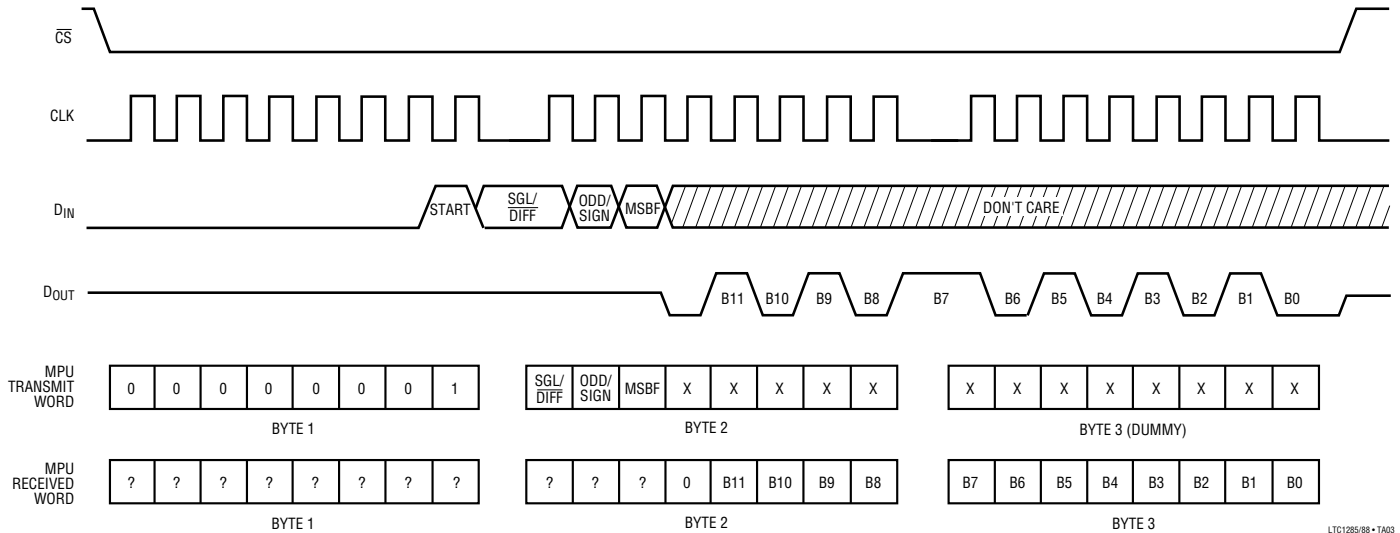 CS
CLK
DIN
START
SGL/
DIFF
ODD/
SIGN
MSBF
DON'T CARE
DOUT
B11 B10 B9 B8 B7 B6 B5 B4 B3 B2 B1 B0
MPU
TRANSMIT
WORD
0 0 0 0 0 0 0 1
SGL/
DIFF
ODD/
SIGN
MSBF X X X X X
X X X X X X X X
BYTE 1
BYTE 2
BYTE 3 (DUMMY)
MPU
RECEIVED
WORD
? ? ? ? ? ? ? ?
? ? ? 0 B11 B10 B9 B8
B7 B6 B5 B4 B3 B2 B1 B0
BYTE 1
BYTE 2
BYTE 3
LTC1285/88 • TA03